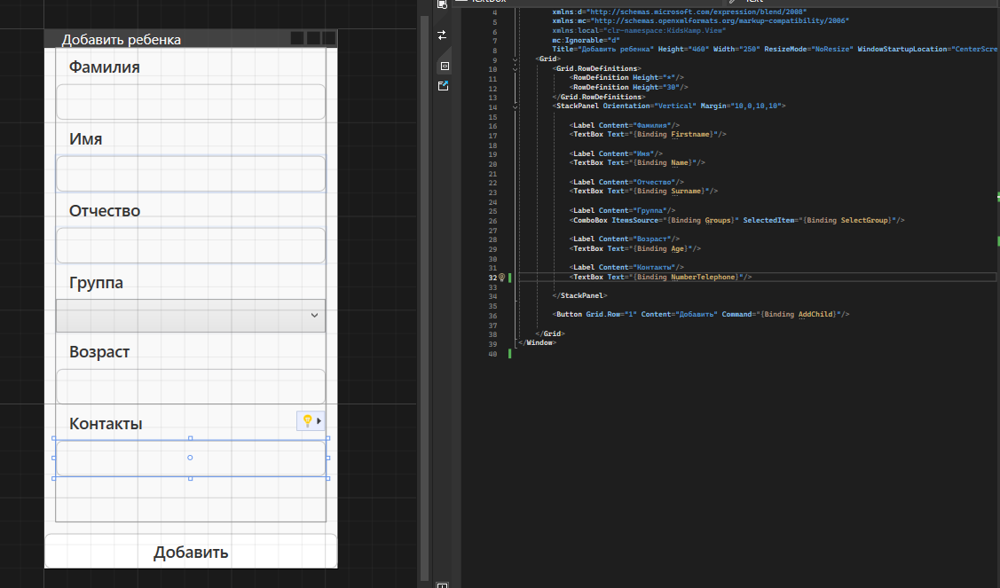 Добавить ребенка
Фамилия
Имя
Отчество
Группа
Возраст
Контакты
Добавить
4 xmlns:d="http://schemas.microsoft.com/expression/blend/2008"
5 xmlns:mc="http://schemas.openxmlformats.org/markup-compatibility/2006"
6 xmlns:local="clr-namespace:KidsKamp.View"
7 mc:Ignorable="d"
8 Title="Добавить ребенка" Height="460" Width="250" ResizeMode="NoResize" WindowStartupLocation="CenterScre
9 <Grid>
10 <Grid.RowDefinitions>
11 <RowDefinition Height="*"/>
12 <RowDefinition Height="30"/>
13 </Grid.RowDefinitions>
14 <StackPanel Orientation="Vertical" Margin="10,0,10,10">
15
16 <Label Content="Фамилия"/>
17 <TextBox Text="{Binding Firstname}"/>
18
19 <Label Content="Имя"/>
20 <TextBox Text="{Binding Name}"/>
21
22 <Label Content="Отчество"/>
23 <TextBox Text="{Binding Surname}"/>
24
25 <Label Content="Группа"/>
26 <ComboBox ItemsSource="{Binding Groups}" SelectedItem="{Binding SelectGroup}"/>
27
28 <Label Content="Возраст"/>
29 <TextBox Text="{Binding Age}"/>
30
31 <Label Content="Контакты"/>
32 <TextBox Text="{Binding NumberTelephone}"/>
33
34 </StackPanel>
35
36 <Button Grid.Row="1" Content="Добавить" Command="{Binding AddChild}"/>
37
38 </Grid>
39 </Window>
40